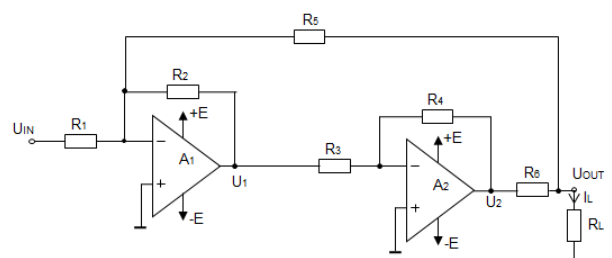 R5
R2
R4
R1
+E
+E
UIN
R3
−
−
A1
A2
R6
UOUT
+
U1
+
U2
IL
-E
-E
RL